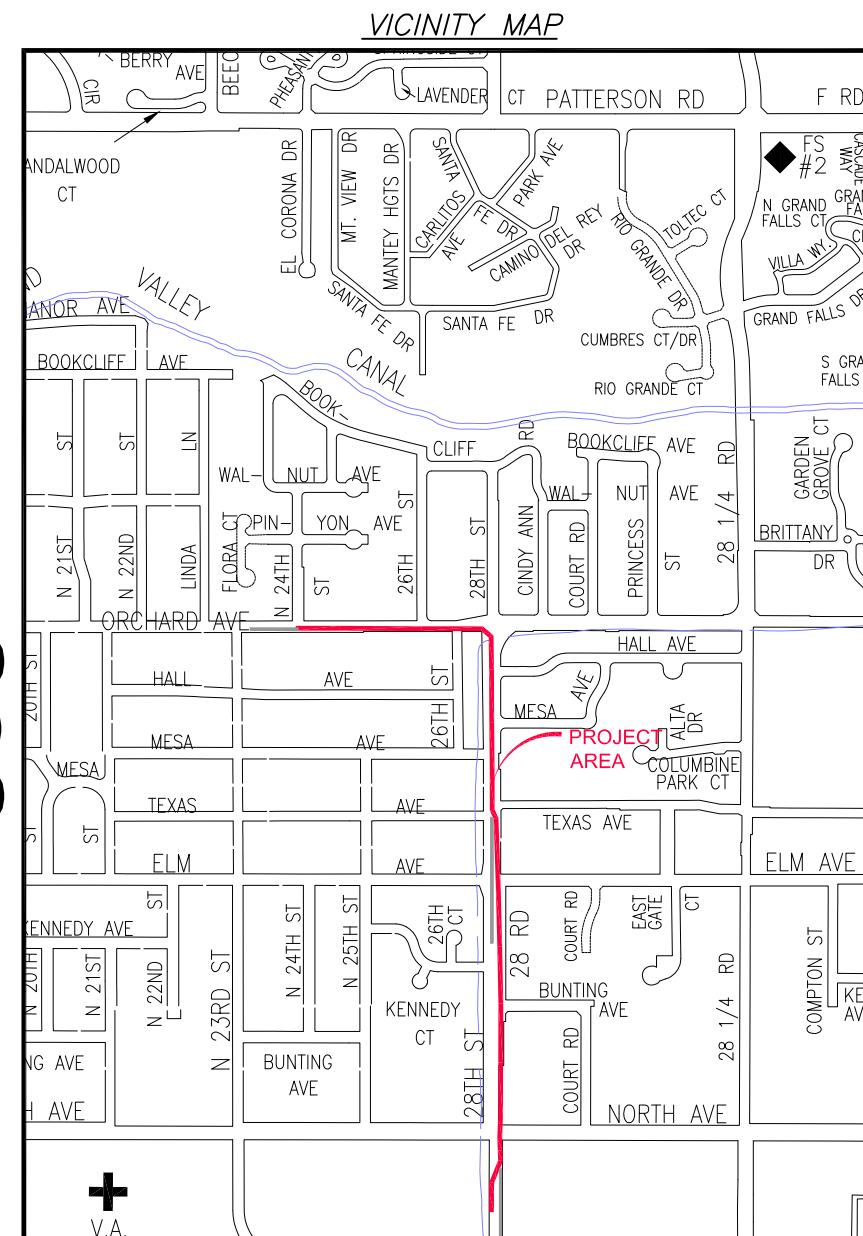 VICINITY MAP
BERRY
AVE
CIR
BEEC
PHEASANT
LAVENDER CT
PATTERSON RD
F RD
ANDALWOOD
CT
EL CORONA DR
MT. VIEW DR
MANTEY HGTS DR
SANTA
FE DR
CARLITOS
AVE
PARK AVE
CAMINO DEL REY
DR
RIO GRANDE DR
TOLTEC CT
FS
#2
CASCADE
WAY
N GRAND
FALLS CT
GRA
FA
VILLA WY.
GRAND FALLS DR
VALLEY
CANAL
ANOR AVE
SANTA FE DR
SANTA FE DR
CUMBRES CT/DR
RIO GRANDE CT
S GRA
FALLS
BOOKCLIFF AVE
BOOK-
CLIFF
RD
BOOKCLIFF AVE
GARDEN
GROVE CT
ST
ST
LN
WAL- NUT AVE
WAL- NUT AVE
28 1/4 RD
FLORA CT
PIN- YON AVE
N 21ST
N 22ND
LINDA
N 24TH
ST
26TH ST
28TH ST
CINDY ANN
COURT RD
PRINCESS
ST
BRITTANY
DR
ORCHARD AVE
20TH ST
HALL AVE
HALL AVE
26TH ST
MESA AVE
MESA AVE
ALTA
DR
PROJECT
AREA
COLUMBINE
PARK CT
MESA
ST
ST
TEXAS AVE
TEXAS AVE
ELM AVE
ELM AVE
ST
KENNEDY AVE
N 20TH
N 21ST
N 22ND
N 23RD ST
N 24TH ST
N 25TH ST
26TH
CT
KENNEDY
CT
28 RD
COURT RD
EAST
GATE
CT
BUNTING
AVE
28 1/4 RD
COMPTON ST
KE
AV
NG AVE
BUNTING
AVE
28TH ST
COURT RD
H AVE
NORTH AVE
V.A.